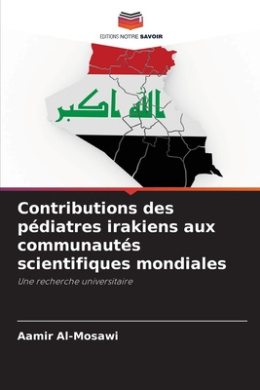 EDITIONS NOTRE SAVOIR
الله اكبر
Contributions des
pédiatres irakiens aux
communautés
scientifiques mondiales
Une recherche universitaire
Aamir Al-Mosawi